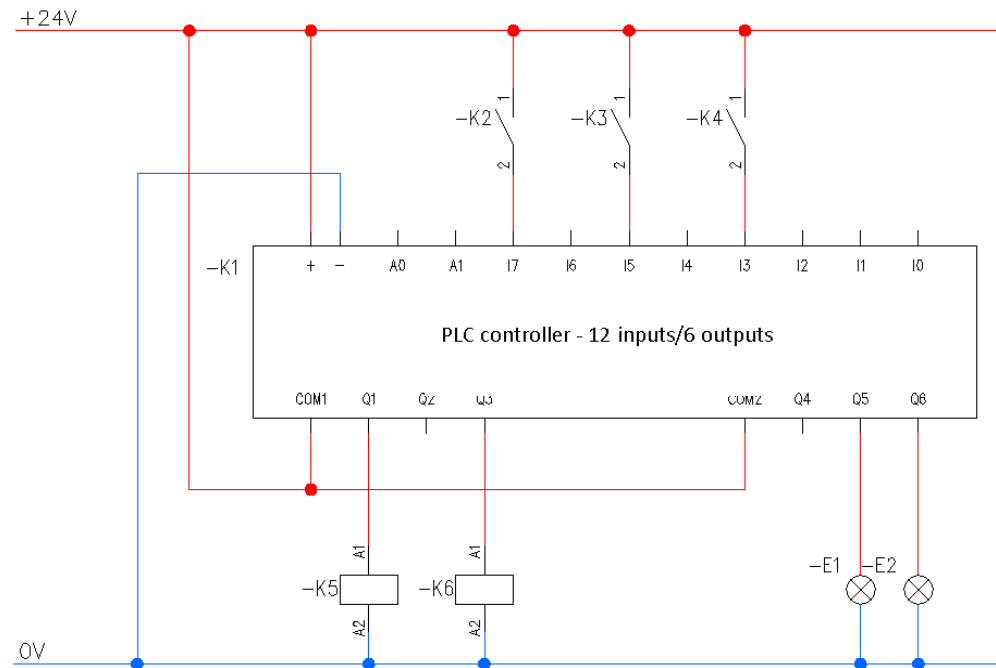 +24V
1 1 1
-K2 -K3 -K4
2 2 2
-K1
+ - A0 A1 I7 I6 I5 I4 I3 I2 I1 I0
PLC controller - 12 inputs/6 outputs
COM1 Q1 Q2 Q3 COM2 Q4 Q5 Q6
A1 A1
-K5 -K6 -E1 -E2
A2 A2
0V